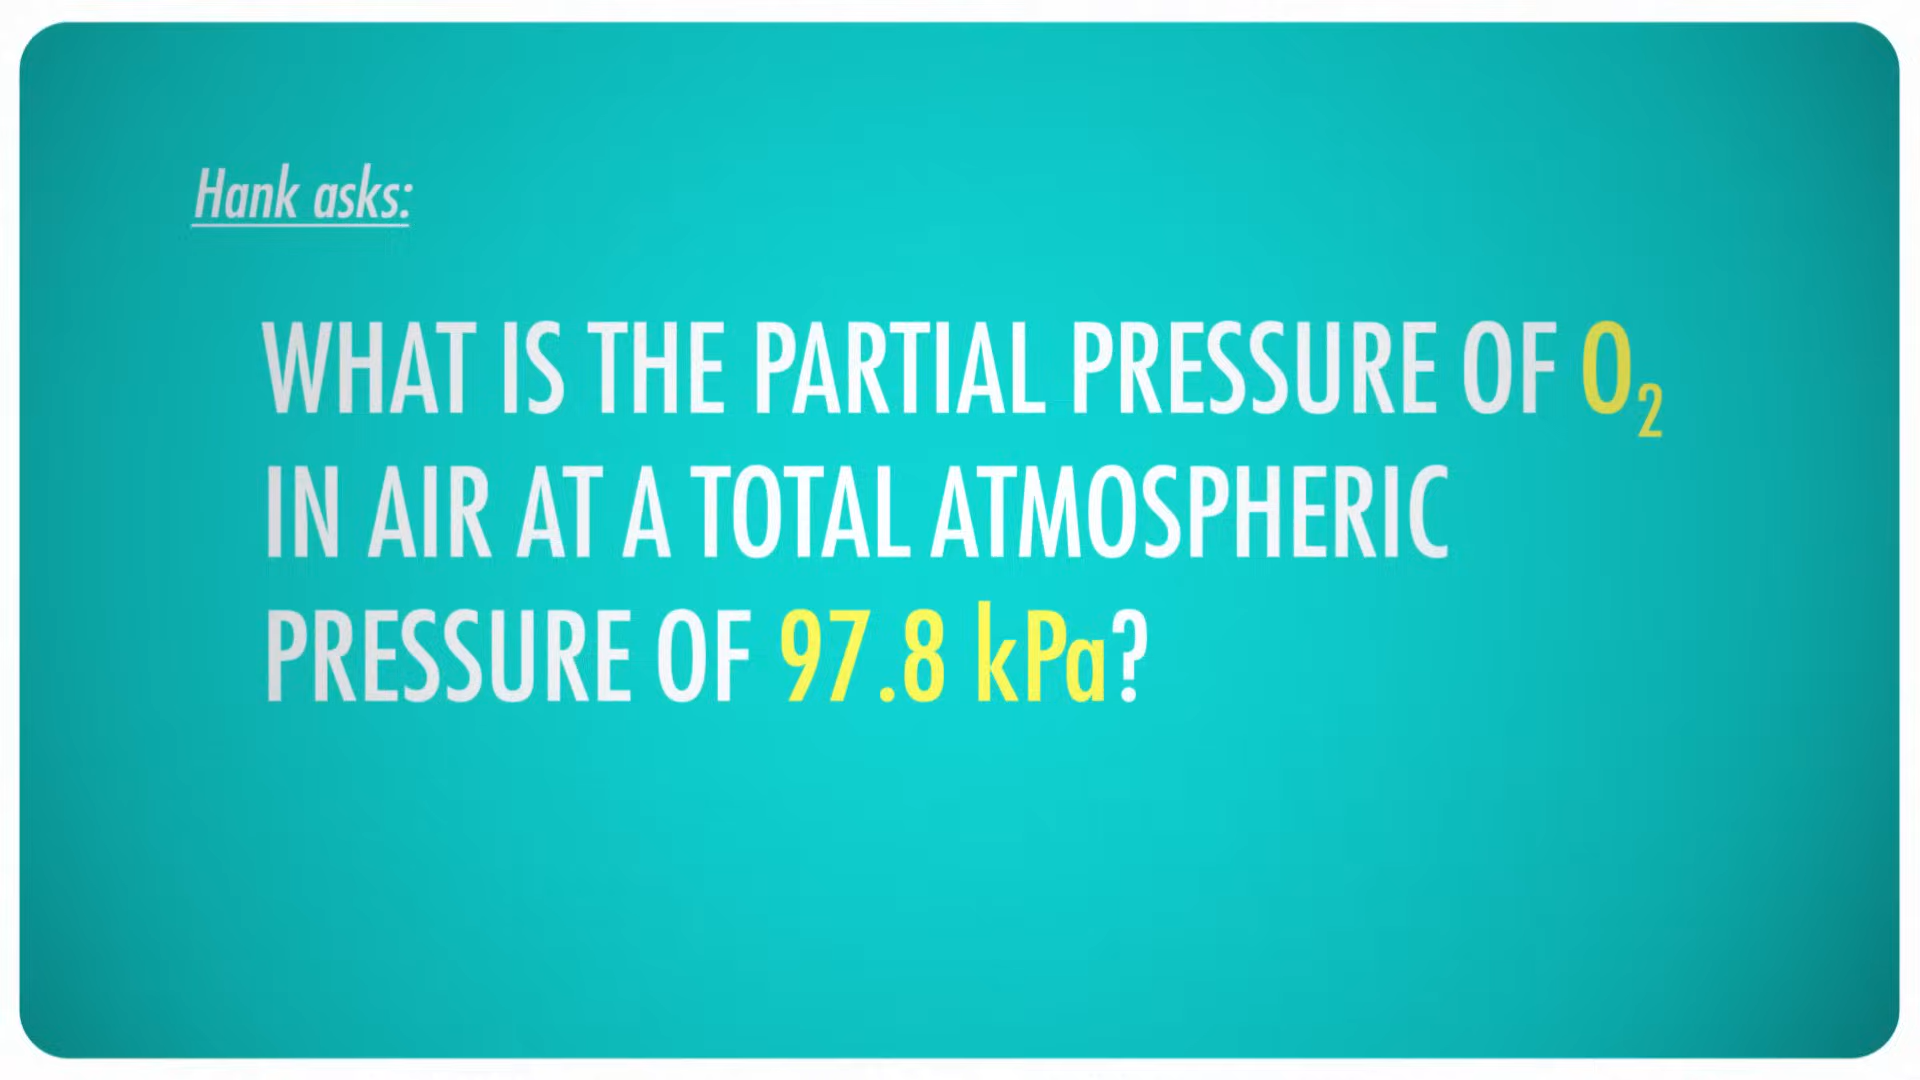 Hank asks:
WHAT IS THE PARTIAL PRESSURE OF O₂
IN AIR AT A TOTAL ATMOSPHERIC
PRESSURE OF 97.8 kPa?